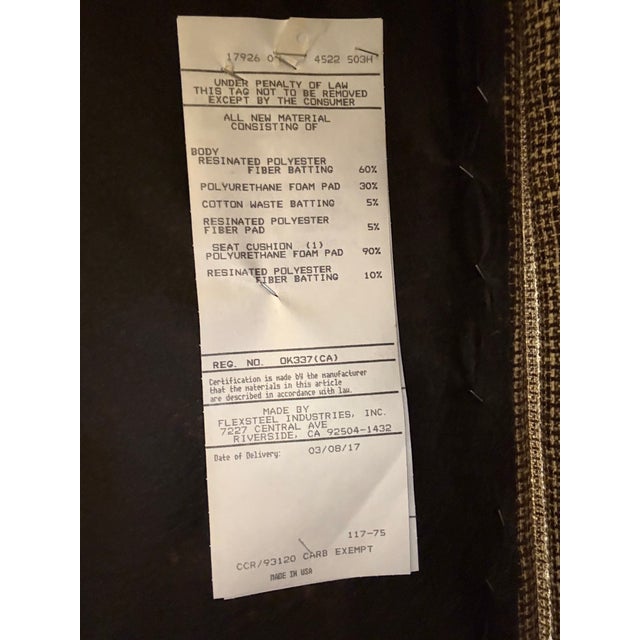 17926 0 4522 503H
UNDER PENALTY OF LAW
THIS TAG NOT TO BE REMOVED
EXCEPT BY THE CONSUMER
ALL NEW MATERIAL
CONSISTING OF
BODY
RESINATED POLYESTER
FIBER BATTING 60%
POLYURETHANE FOAM PAD 30%
COTTON WASTE BATTING 5%
RESINATED POLYESTER
FIBER PAD 5%
SEAT CUSHION (1)
POLYURETHANE FOAM PAD 90%
RESINATED POLYESTER
FIBER BATTING 10%
REG. NO. OK337(CA)
Certification is made by the manufacturer
that the materials in this article
are described in accordance with law.
MADE BY
FLEXSTEEL INDUSTRIES, INC.
7227 CENTRAL AVE
RIVERSIDE, CA 92504-1432
Date of Delivery: 03/08/17
117-75
CCR/93120 CARB EXEMPT
MADE IN USA